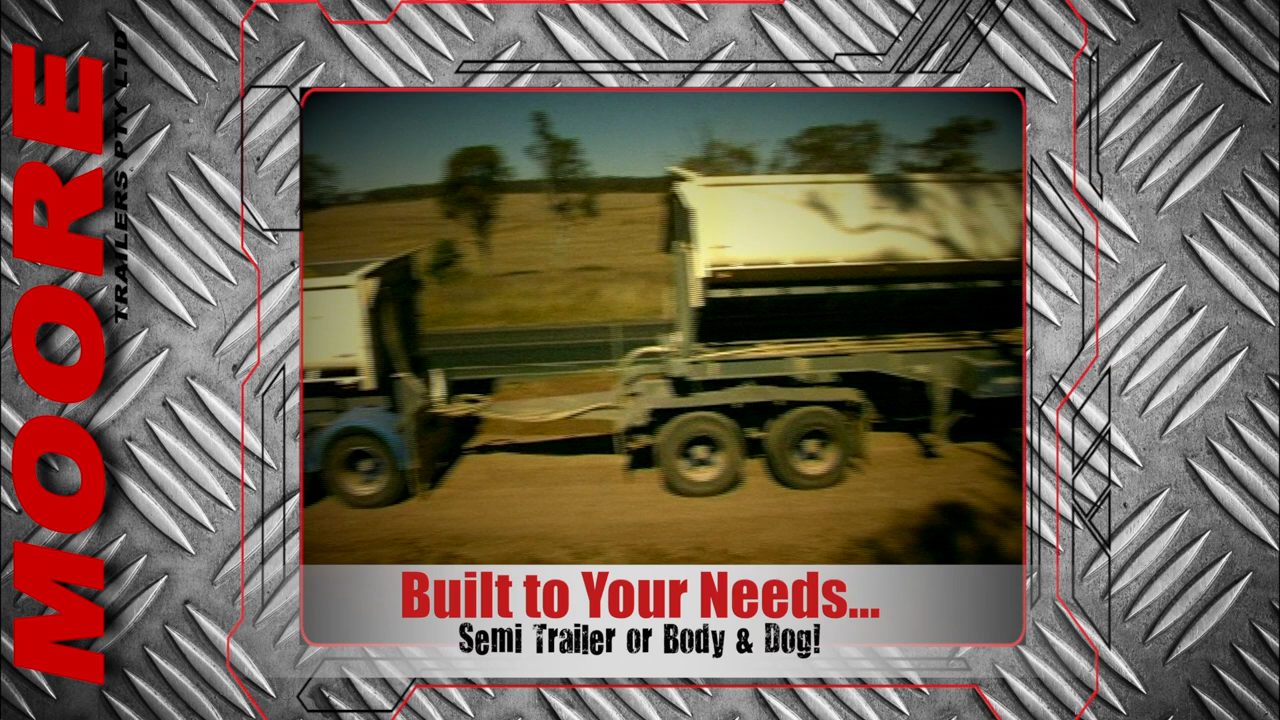 MOORE
TRAILERS PTY LTD
Built to Your Needs...
Semi Trailer or Body & Dog!